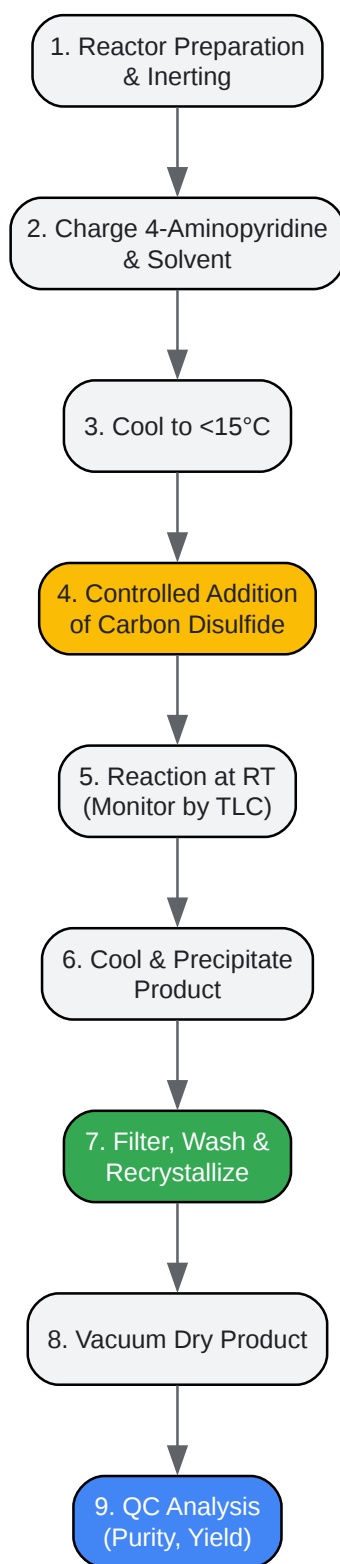 1. Reactor Preparation
& Inerting
2. Charge 4-Aminopyridine
& Solvent
3. Cool to <15°C
4. Controlled Addition
of Carbon Disulfide
5. Reaction at RT
(Monitor by TLC)
6. Cool & Precipitate
Product
7. Filter, Wash &
Recrystallize
8. Vacuum Dry Product
9. QC Analysis
(Purity, Yield)